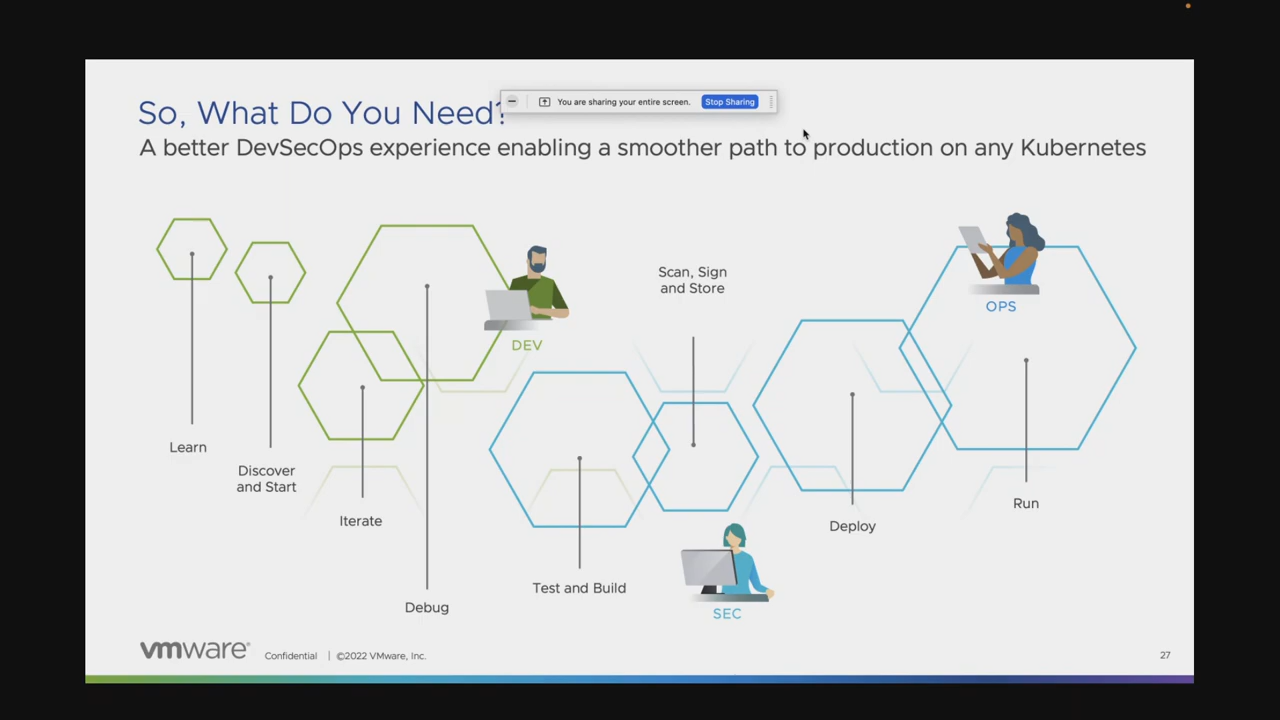 So, What Do You Need?
You are sharing your entire screen.
Stop Sharing
A better DevSecOps experience enabling a smoother path to production on any Kubernetes
Scan, Sign
and Store
OPS
DEV
Learn
Discover
and Start
Iterate
Run
Deploy
Test and Build
Debug
SEC
vmware®
Confidential | ©2022 VMware, Inc.
27